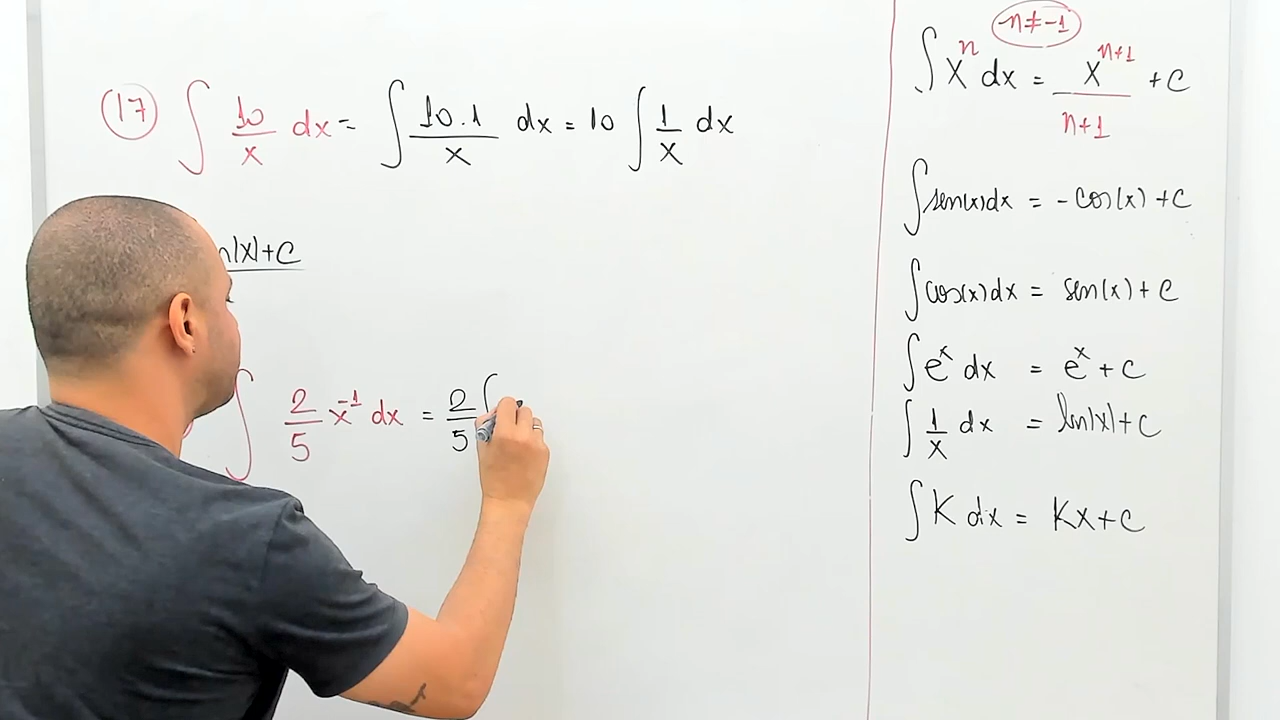 (17) ∫ 10/x dx = ∫ 10.1/x dx = 10 ∫ 1/x dx
ln|x|+C
∫ 2/5 x⁻¹ dx = 2/5 ∫
n≠-1
∫ xⁿ dx = xⁿ⁺¹/n+1 + C
∫ sen(x)dx = -cos(x)+C
∫ cos(x)dx = sen(x)+C
∫ eˣ dx = eˣ + C
∫ 1/x dx = ln|x|+C
∫ K dx = Kx+C